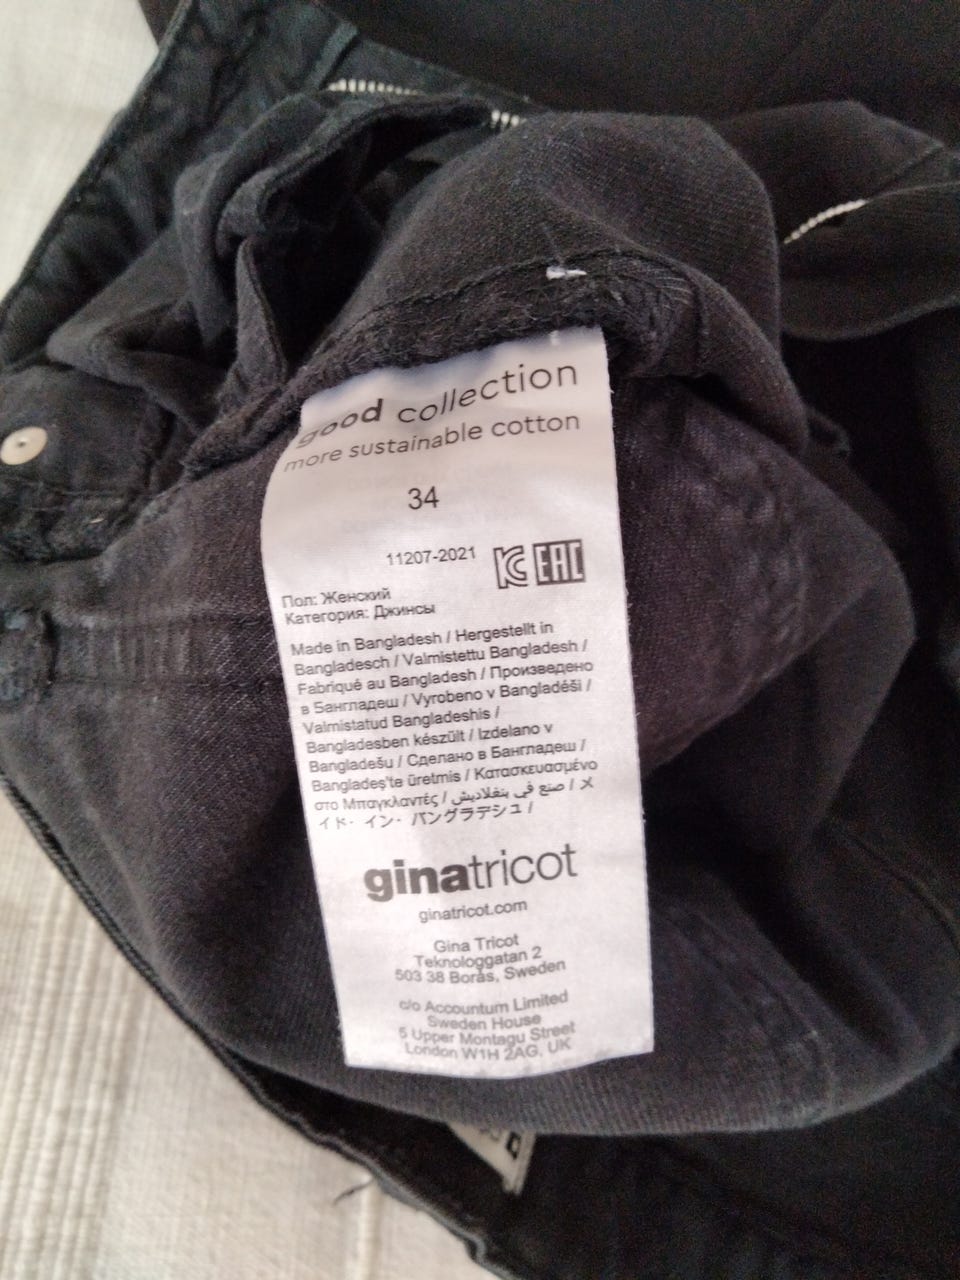 good collection
more sustainable cotton
34
11207-2021
EAC
Пол: Женский
Категория: Джинсы
Made in Bangladesh / Hergestellt in
Bangladesch / Valmistettu Bangladesh /
Fabriqué au Bangladesh / Произведено
в Бангладеш / Vyrobeno v Bangladéši /
Valmistatud Bangladeshis /
Bangladesben készült / Izdelano v
Bangladešu / Сделано в Бангладеш /
Bangladeş'te üretmis / Κατασκευασμένο
στο Μπαγκλαντές / صنع في بنغلاديش / メ
イド・イン・バングラデシュ /
ginatricot
ginatricot.com
Gina Tricot
Teknologgatan 2
503 38 Borås, Sweden
c/o Accountum Limited
Sweden House
5 Upper Montagu Street
London W1H 2AG, UK